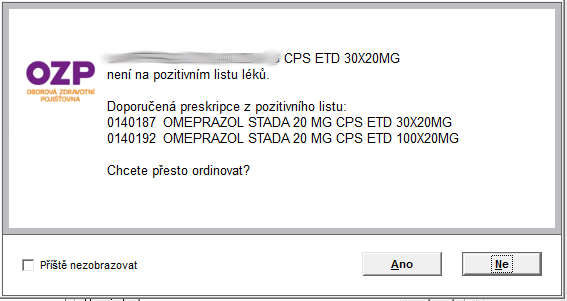 CPS ETD 30X20MG
není na pozitivním listu léků.
OZP
OBOROVÁ ZDRAVOTNÍ
POJIŠŤOVNA
Doporučená preskripce z pozitivního listu:
0140187 OMEPRAZOL STADA 20 MG CPS ETD 30X20MG
0140192 OMEPRAZOL STADA 20 MG CPS ETD 100X20MG
Chcete přesto ordinovat?
Příště nezobrazovat
Ano
Ne